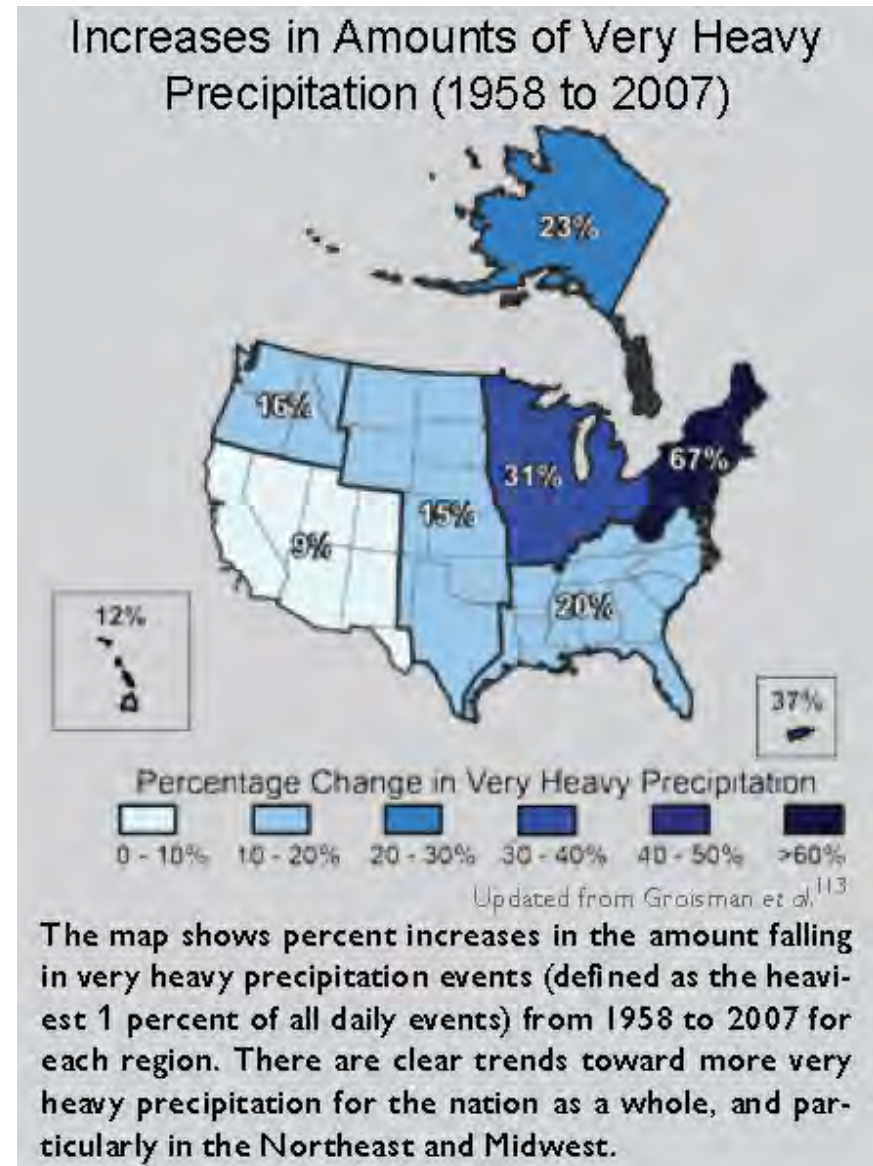 Increases in Amounts of Very Heavy
Precipitation (1958 to 2007)
23%
16%
67%
31%
15%
9%
20%
12%
37%
Percentage Change in Very Heavy Precipitation
0 - 10% 10 - 20% 20 - 30% 30 - 40% 40 - 50% >60%
Updated from Groisman et al.113
The map shows percent increases in the amount falling
in very heavy precipitation events (defined as the heavi-
est 1 percent of all daily events) from 1958 to 2007 for
each region. There are clear trends toward more very
heavy precipitation for the nation as a whole, and par-
ticularly in the Northeast and Midwest.